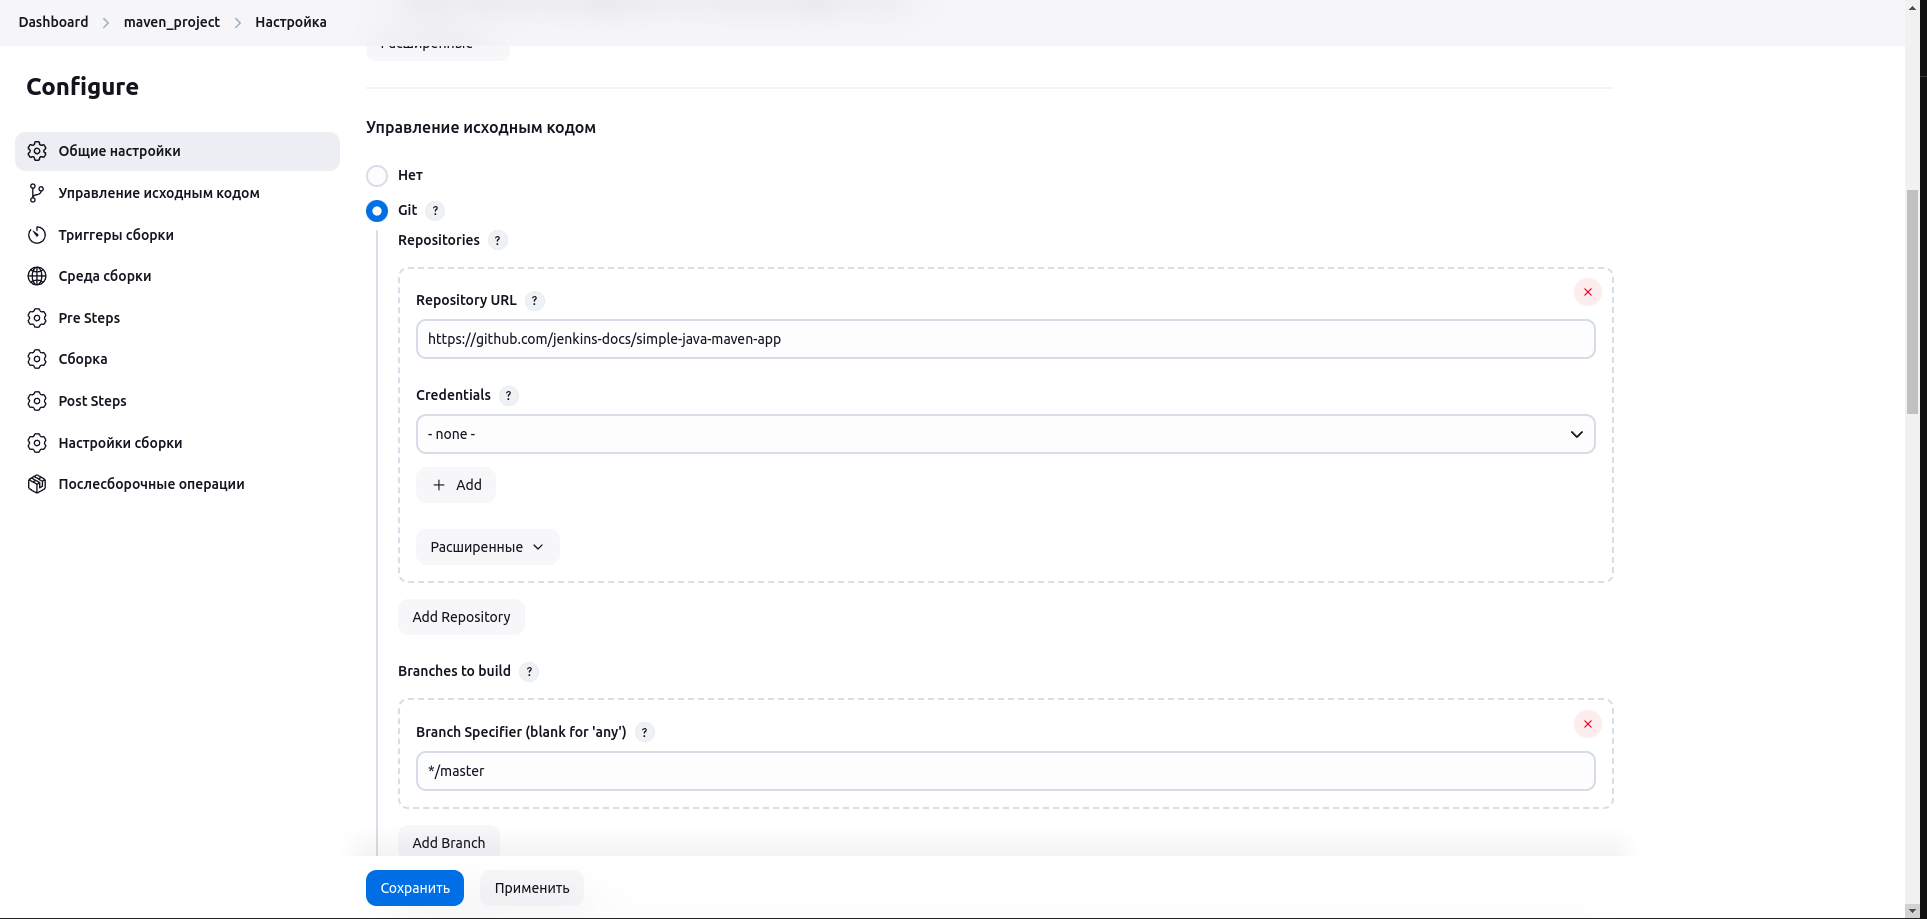 Dashboard > maven_project > Настройка
Расширенные
Configure
Общие настройки
Управление исходным кодом
Триггеры сборки
Среда сборки
Pre Steps
Сборка
Post Steps
Настройки сборки
Послесборочные операции
Управление исходным кодом
Нет
Git ?
Repositories ?
Repository URL ?
https://github.com/jenkins-docs/simple-java-maven-app
Credentials ?
- none -
+ Add
Расширенные
Add Repository
Branches to build ?
Branch Specifier (blank for 'any') ?
*/master
Add Branch
Сохранить
Применить